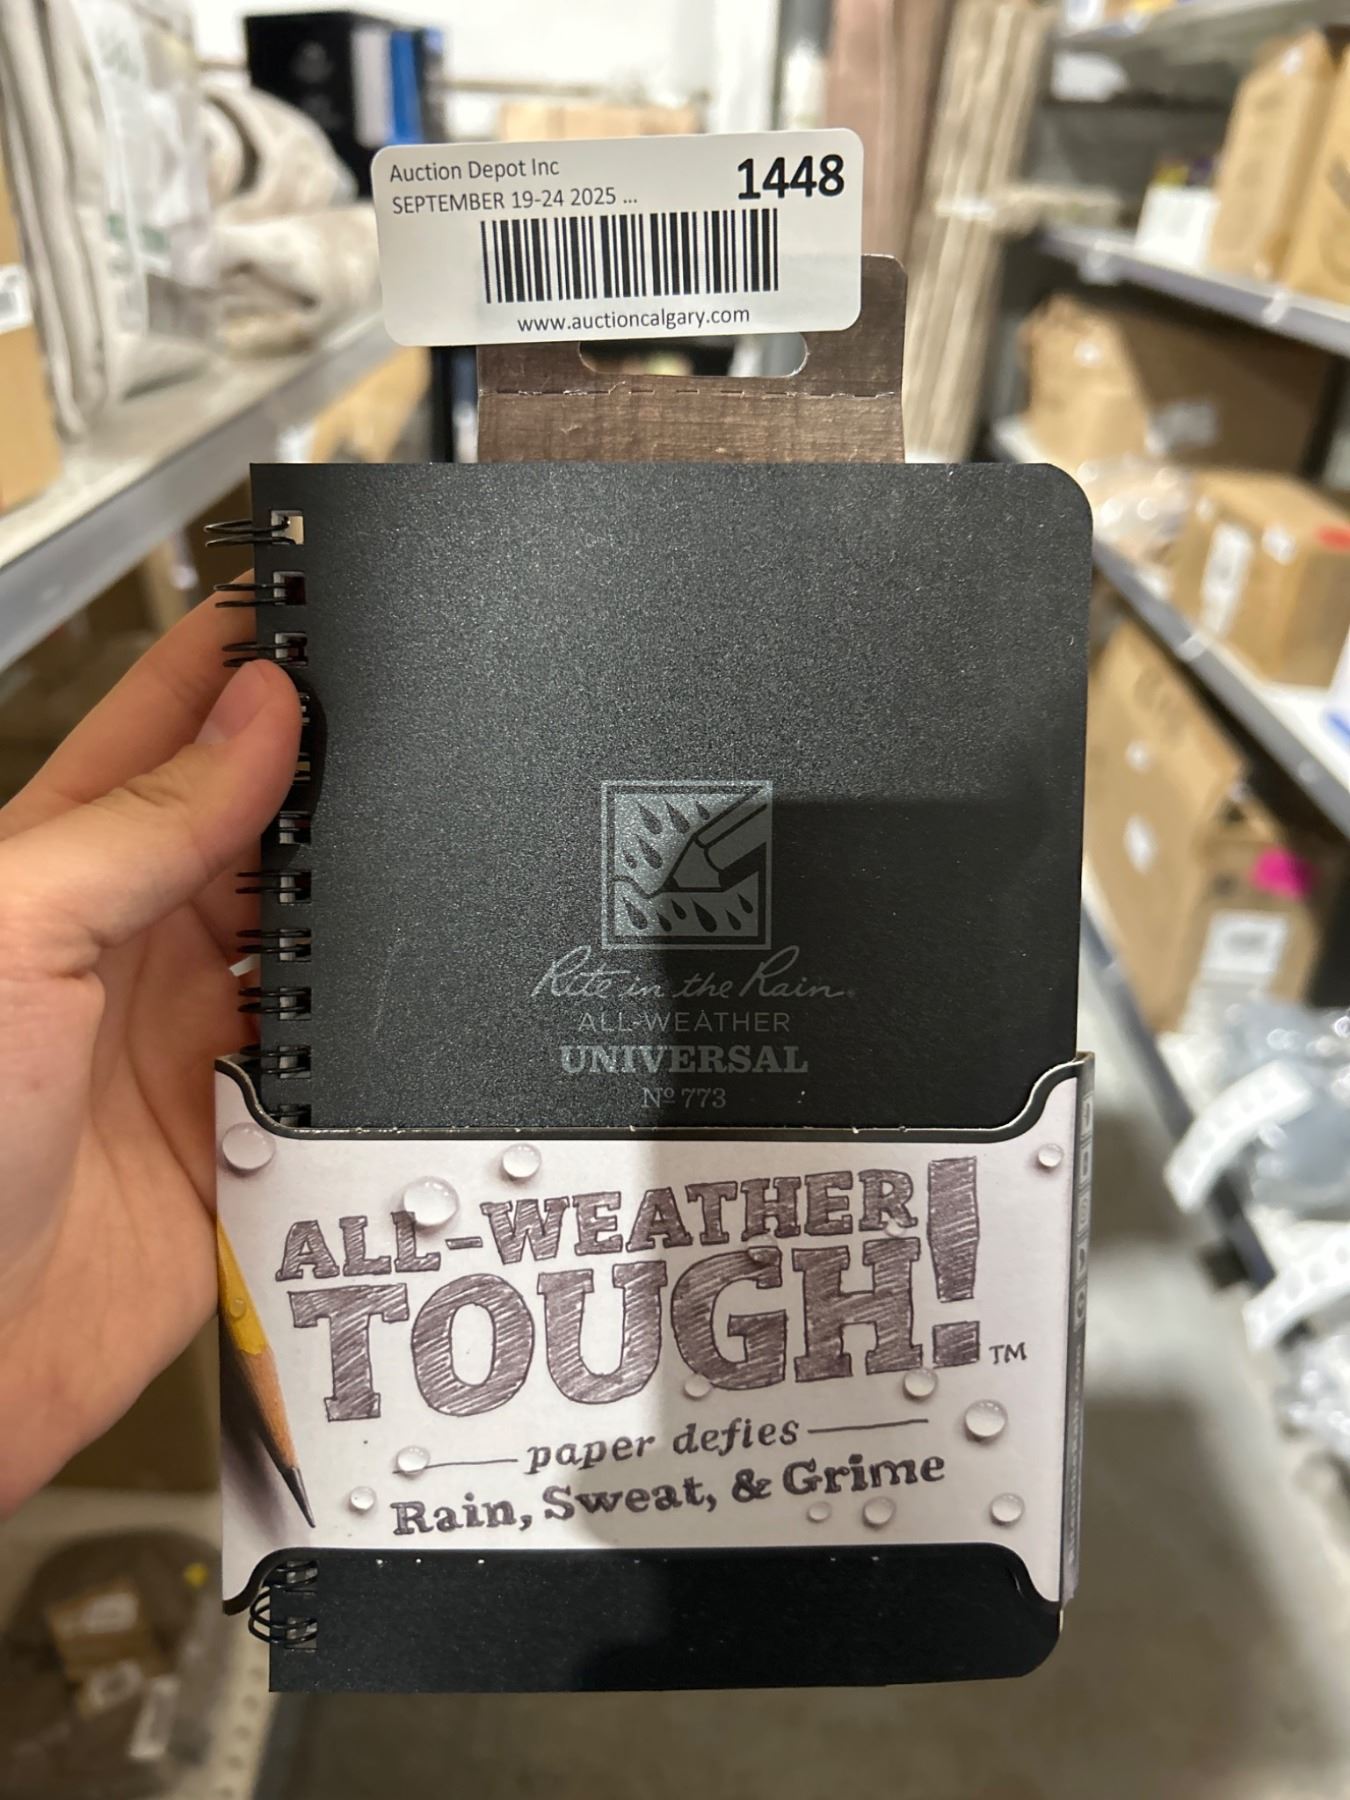 Auction Depot Inc
1448
SEPTEMBER 19-24 2025 ...
www.auctioncalgary.com
Rite in the Rain
ALL-WEATHER
UNIVERSAL
Nº 773
ALL-WEATHER
TOUGH!™
paper defies
Rain, Sweat, & Grime